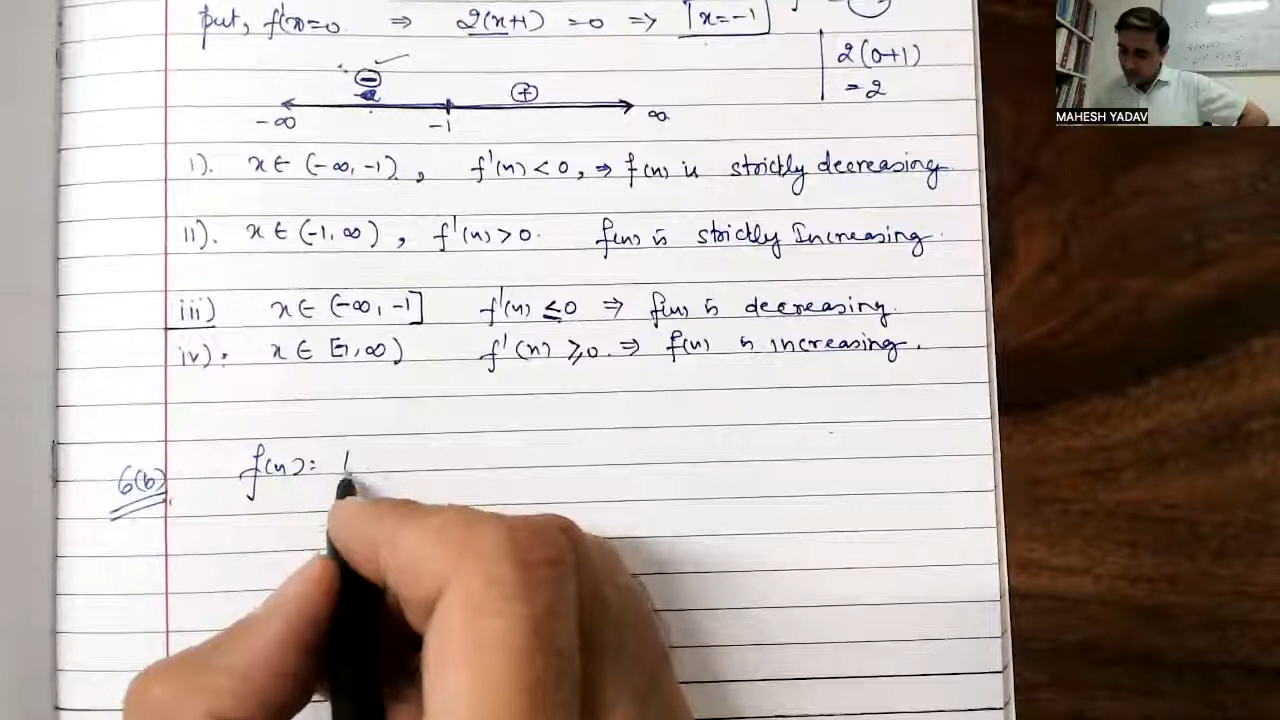 put, f'(x)=0 ⇒ 2(x+1) =0 => x=-1
2(0+1)
= 2
- +
-∞ -1 ∞
MAHESH YADAV
i). x ∈ (-∞, -1), f'(x) < 0, ⇒ f(x) is strictly decreasing
ii). x ∈ (-1, ∞), f'(x) > 0. f(x) is strictly Increasing.
iii) x ∈ (-∞, -1] f'(x) ≤ 0 ⇒ f(x) is decreasing.
iv). x ∈ [-1, ∞) f'(x) ≥ 0. ⇒ f(x) is increasing.
6(b) f(x) =